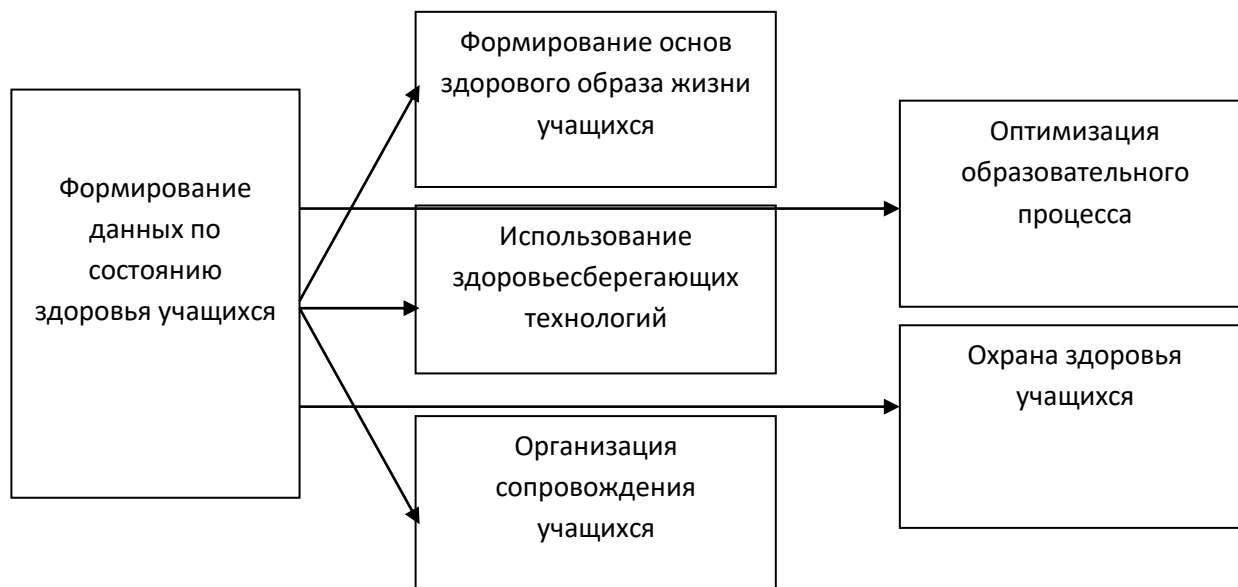 Формирование
данных по
состоянию
здоровья учащихся
Формирование основ
здорового образа жизни
учащихся
Использование
здоровьесберегающих
технологий
Организация
сопровождения
учащихся
Оптимизация
образовательного
процесса
Охрана здоровья
учащихся